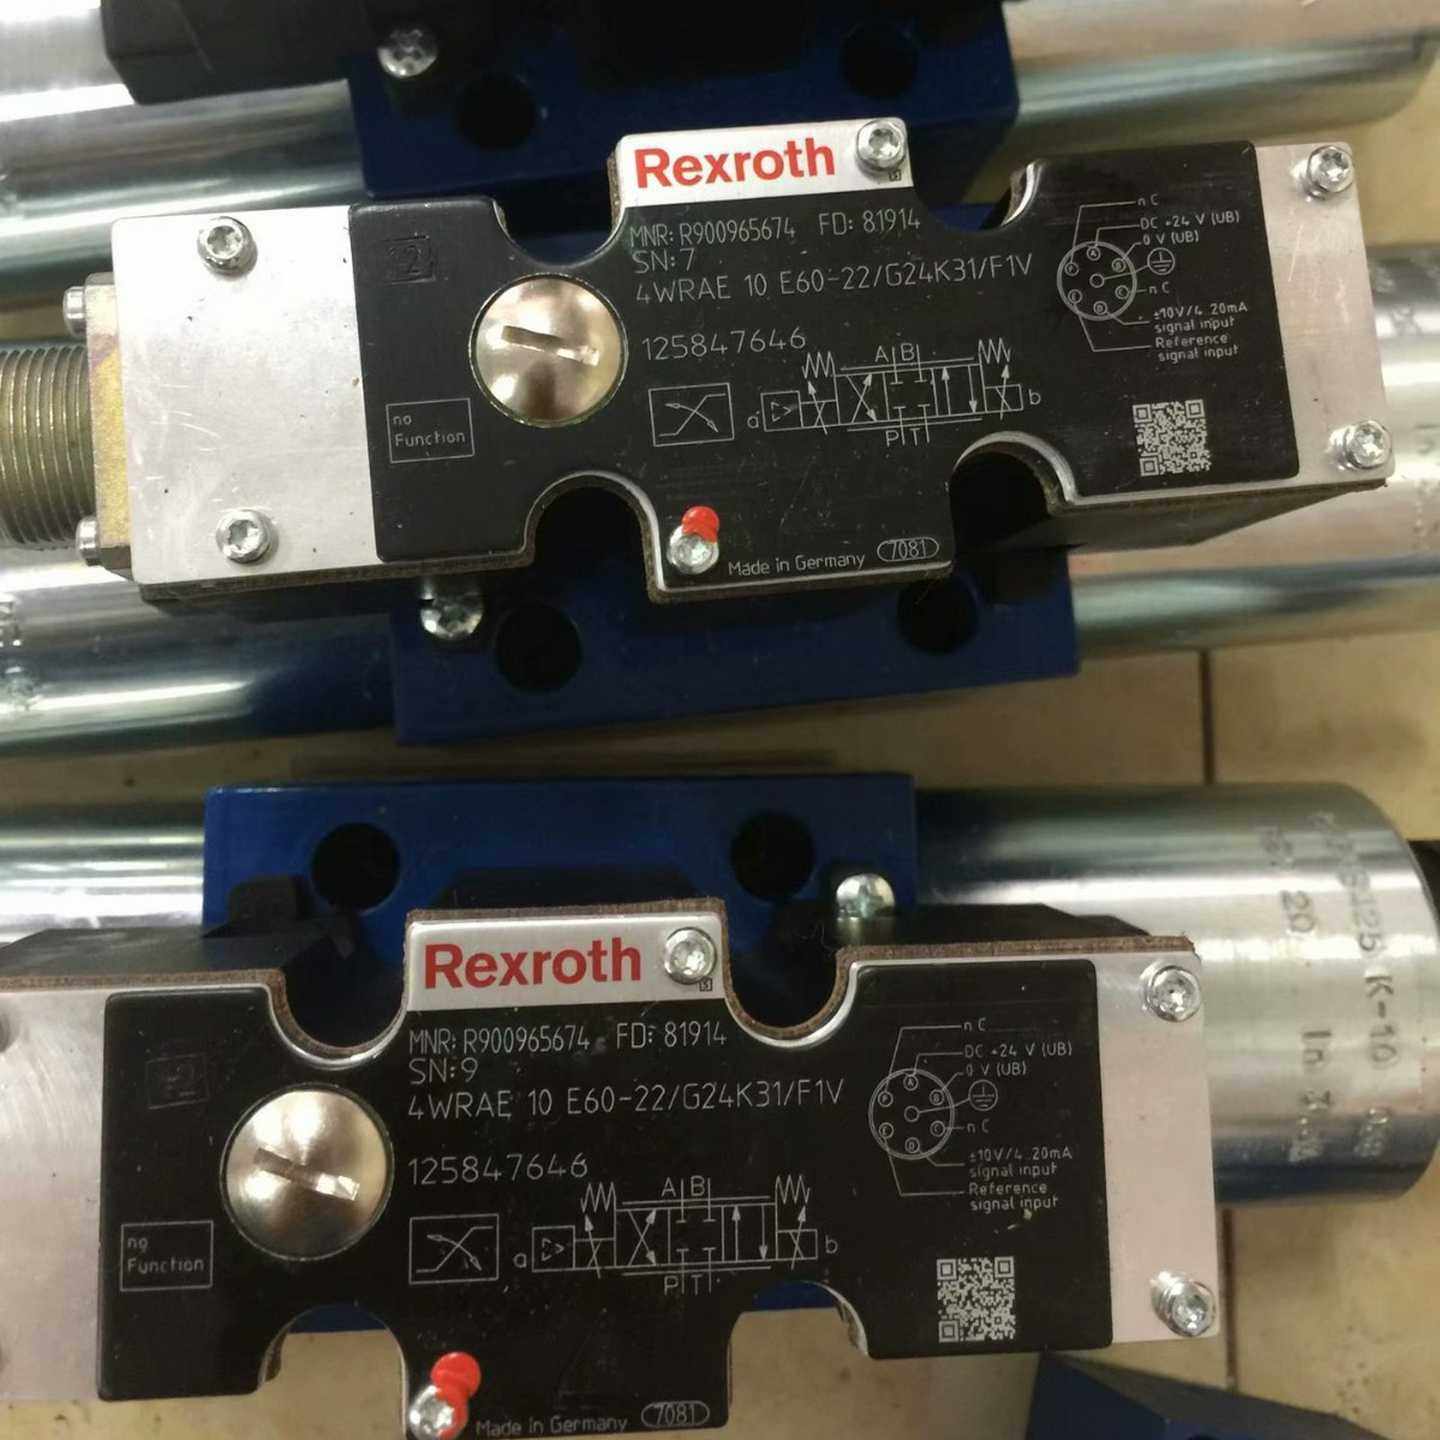 Rexroth
MNR: R900965674 FD: 81914
SN: 7
4WRAE 10 E60-22/G24K31/F1V
125847646
no
Function
A B
a
b
P T
n C
DC +24 V (UB)
0 V (UB)
n C
±10V/4..20mA
signal input
Reference
signal input
Made in Germany 7081
Rexroth
MNR: R900965674 FD: 81914
SN: 9
4WRAE 10 E60-22/G24K31/F1V
125847646
no
Function
A B
a
b
P T
n C
DC +24 V (UB)
0 V (UB)
n C
±10V/4..20mA
signal input
Reference
signal input
Made in Germany 7081
K-10
20